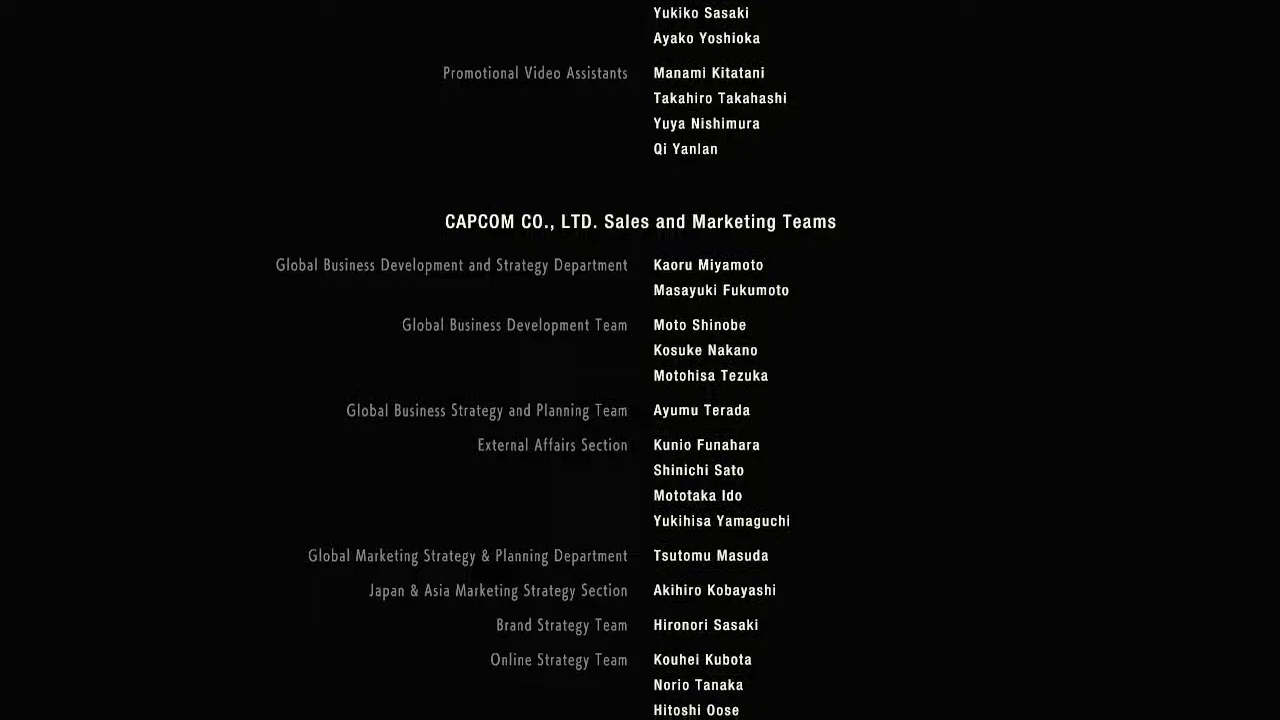 Yukiko Sasaki
Ayako Yoshioka
Promotional Video Assistants Manami Kitatani
Takahiro Takahashi
Yuya Nishimura
Qi Yanlan
CAPCOM CO., LTD. Sales and Marketing Teams
Global Business Development and Strategy Department Kaoru Miyamoto
Masayuki Fukumoto
Global Business Development Team Moto Shinobe
Kosuke Nakano
Motohisa Tezuka
Global Business Strategy and Planning Team Ayumu Terada
External Affairs Section Kunio Funahara
Shinichi Sato
Mototaka Ido
Yukihisa Yamaguchi
Global Marketing Strategy & Planning Department Tsutomu Masuda
Japan & Asia Marketing Strategy Section Akihiro Kobayashi
Brand Strategy Team Hironori Sasaki
Online Strategy Team Kouhei Kubota
Norio Tanaka
Hitoshi Oose